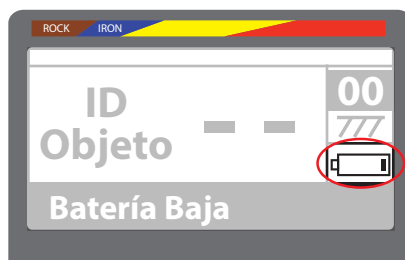 ROCK IRON
ID
Objeto
00
Batería Baja